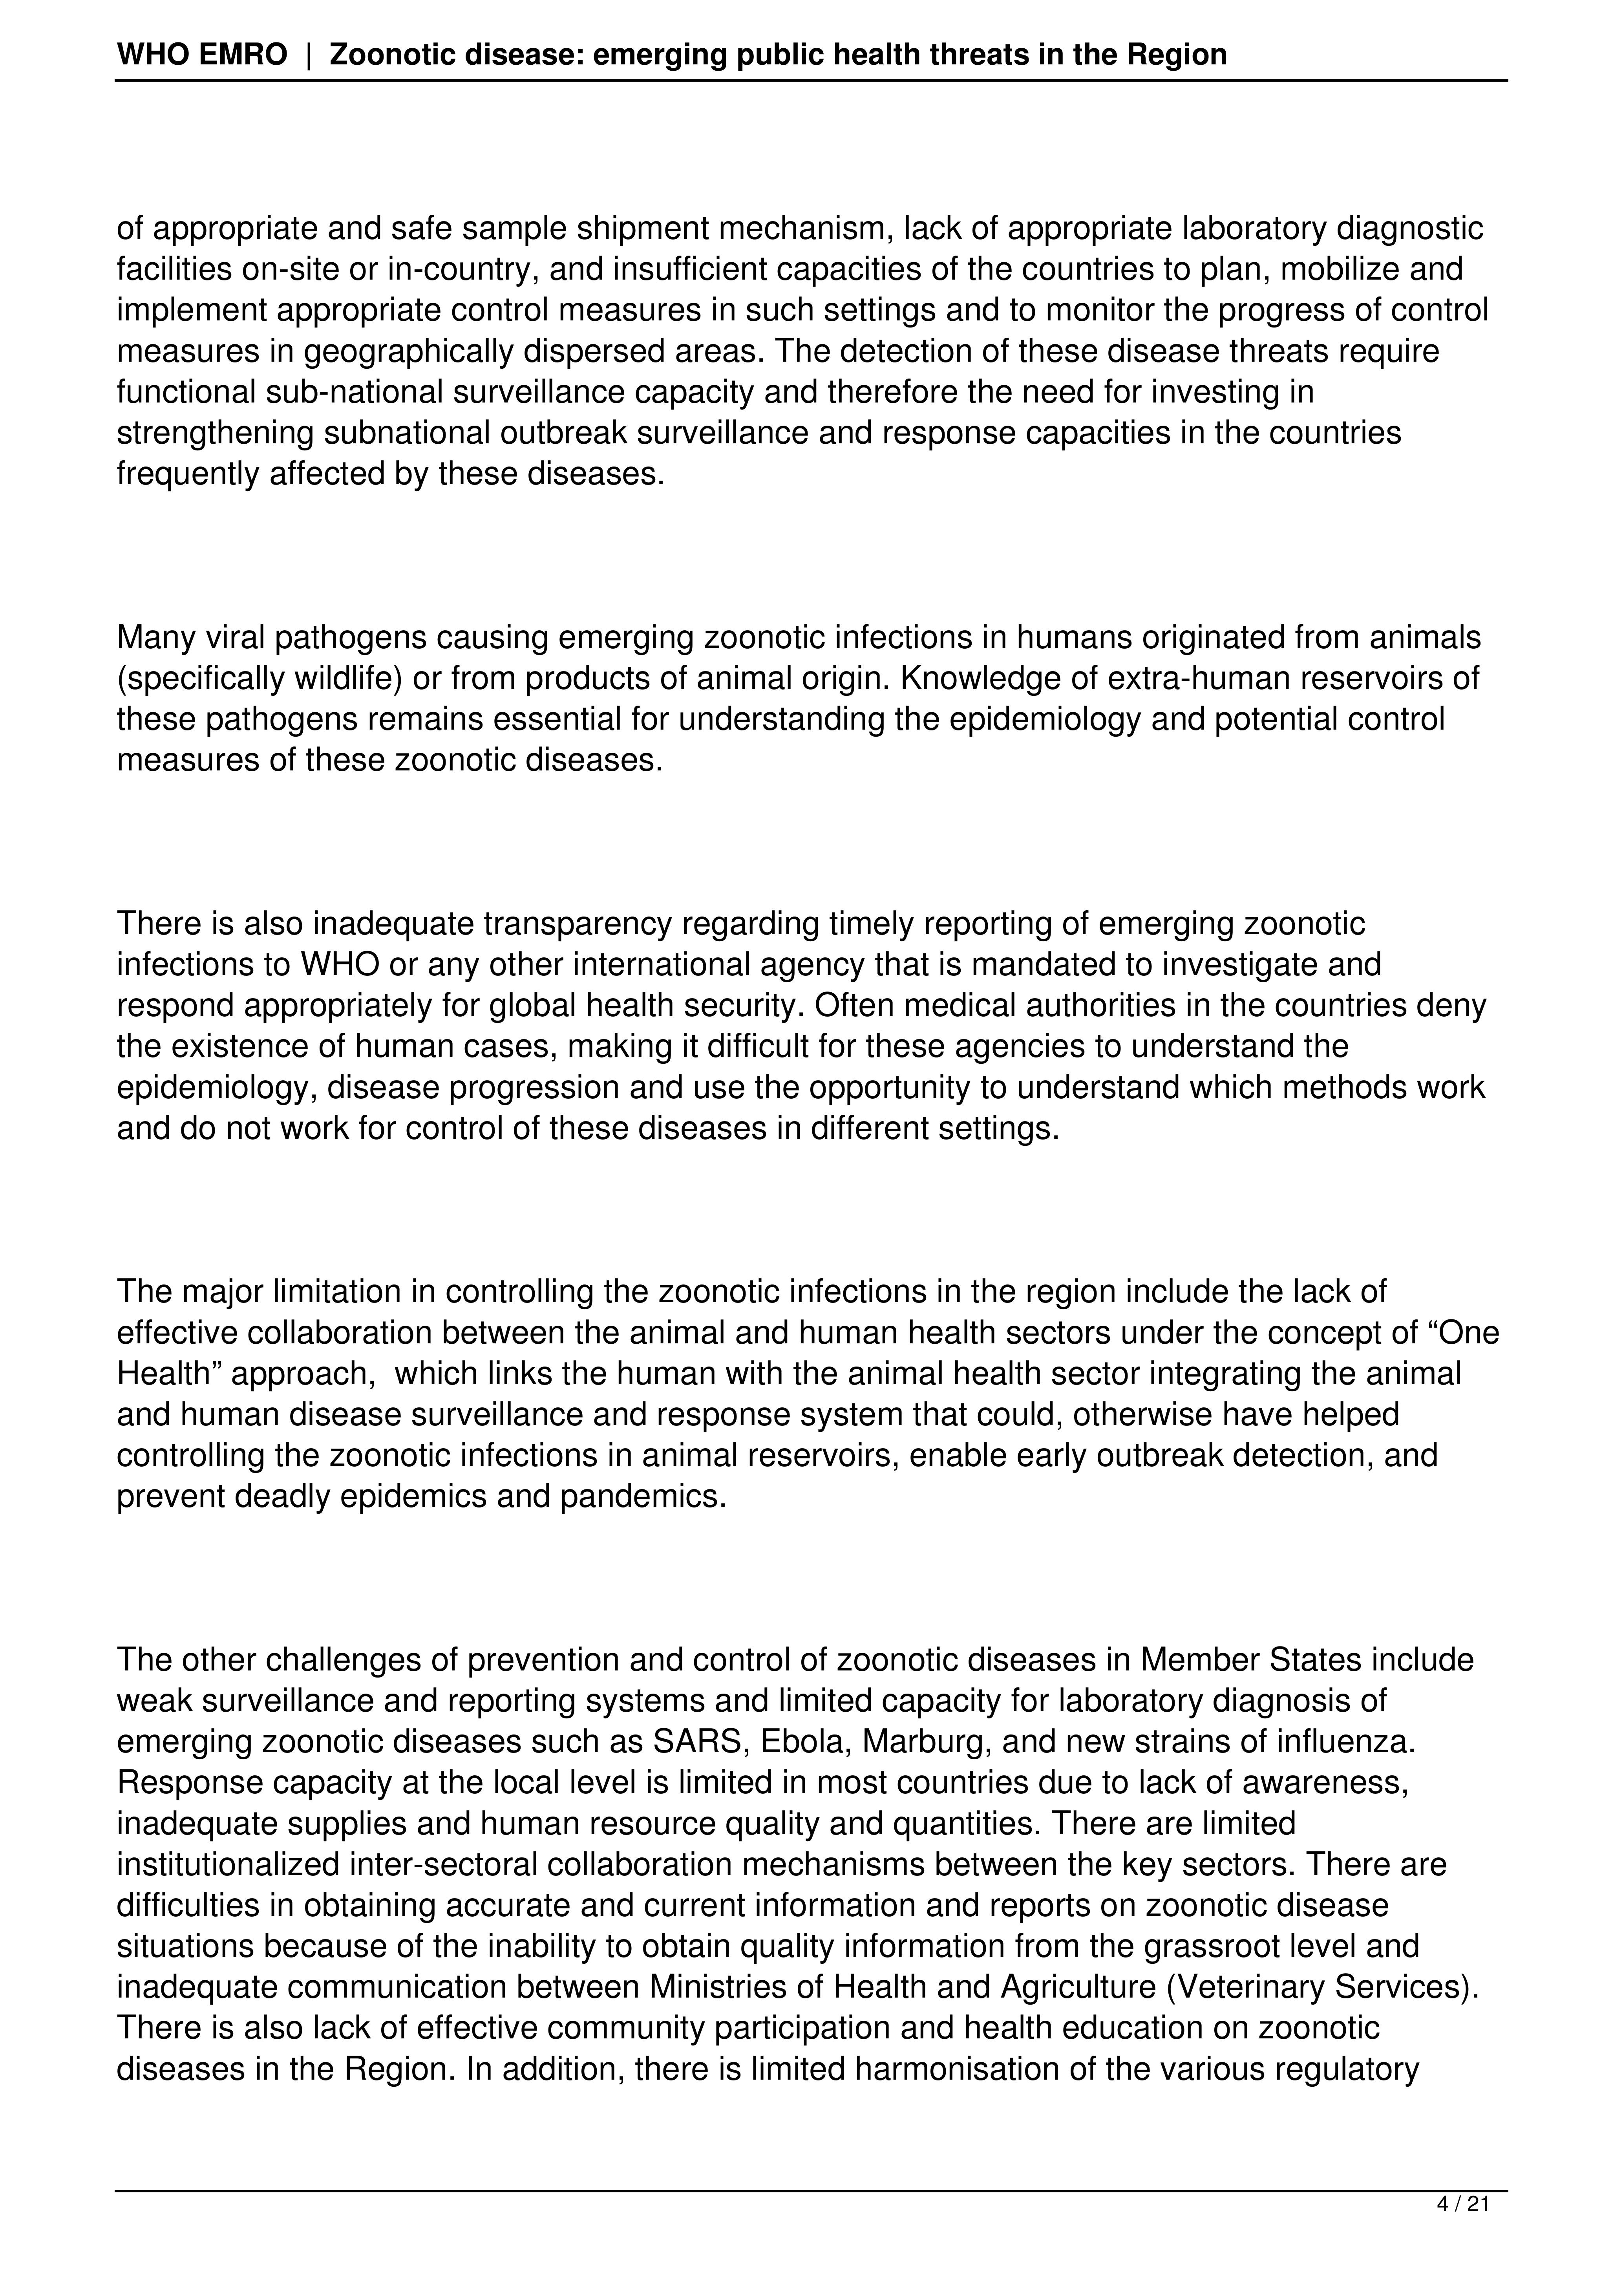 WHO EMRO | Zoonotic disease: emerging public health threats in the Region
of appropriate and safe sample shipment mechanism, lack of appropriate laboratory diagnostic
facilities on-site or in-country, and insufficient capacities of the countries to plan, mobilize and
implement appropriate control measures in such settings and to monitor the progress of control
measures in geographically dispersed areas. The detection of these disease threats require
functional sub-national surveillance capacity and therefore the need for investing in
strengthening subnational outbreak surveillance and response capacities in the countries
frequently affected by these diseases.
Many viral pathogens causing emerging zoonotic infections in humans originated from animals
(specifically wildlife) or from products of animal origin. Knowledge of extra-human reservoirs of
these pathogens remains essential for understanding the epidemiology and potential control
measures of these zoonotic diseases.
There is also inadequate transparency regarding timely reporting of emerging zoonotic
infections to WHO or any other international agency that is mandated to investigate and
respond appropriately for global health security. Often medical authorities in the countries deny
the existence of human cases, making it difficult for these agencies to understand the
epidemiology, disease progression and use the opportunity to understand which methods work
and do not work for control of these diseases in different settings.
The major limitation in controlling the zoonotic infections in the region include the lack of
effective collaboration between the animal and human health sectors under the concept of “One
Health” approach,  which links the human with the animal health sector integrating the animal
and human disease surveillance and response system that could, otherwise have helped
controlling the zoonotic infections in animal reservoirs, enable early outbreak detection, and
prevent deadly epidemics and pandemics.
The other challenges of prevention and control of zoonotic diseases in Member States include
weak surveillance and reporting systems and limited capacity for laboratory diagnosis of
emerging zoonotic diseases such as SARS, Ebola, Marburg, and new strains of influenza.
Response capacity at the local level is limited in most countries due to lack of awareness,
inadequate supplies and human resource quality and quantities. There are limited
institutionalized inter-sectoral collaboration mechanisms between the key sectors. There are
difficulties in obtaining accurate and current information and reports on zoonotic disease
situations because of the inability to obtain quality information from the grassroot level and
inadequate communication between Ministries of Health and Agriculture (Veterinary Services).
There is also lack of effective community participation and health education on zoonotic
diseases in the Region. In addition, there is limited harmonisation of the various regulatory
4 / 21